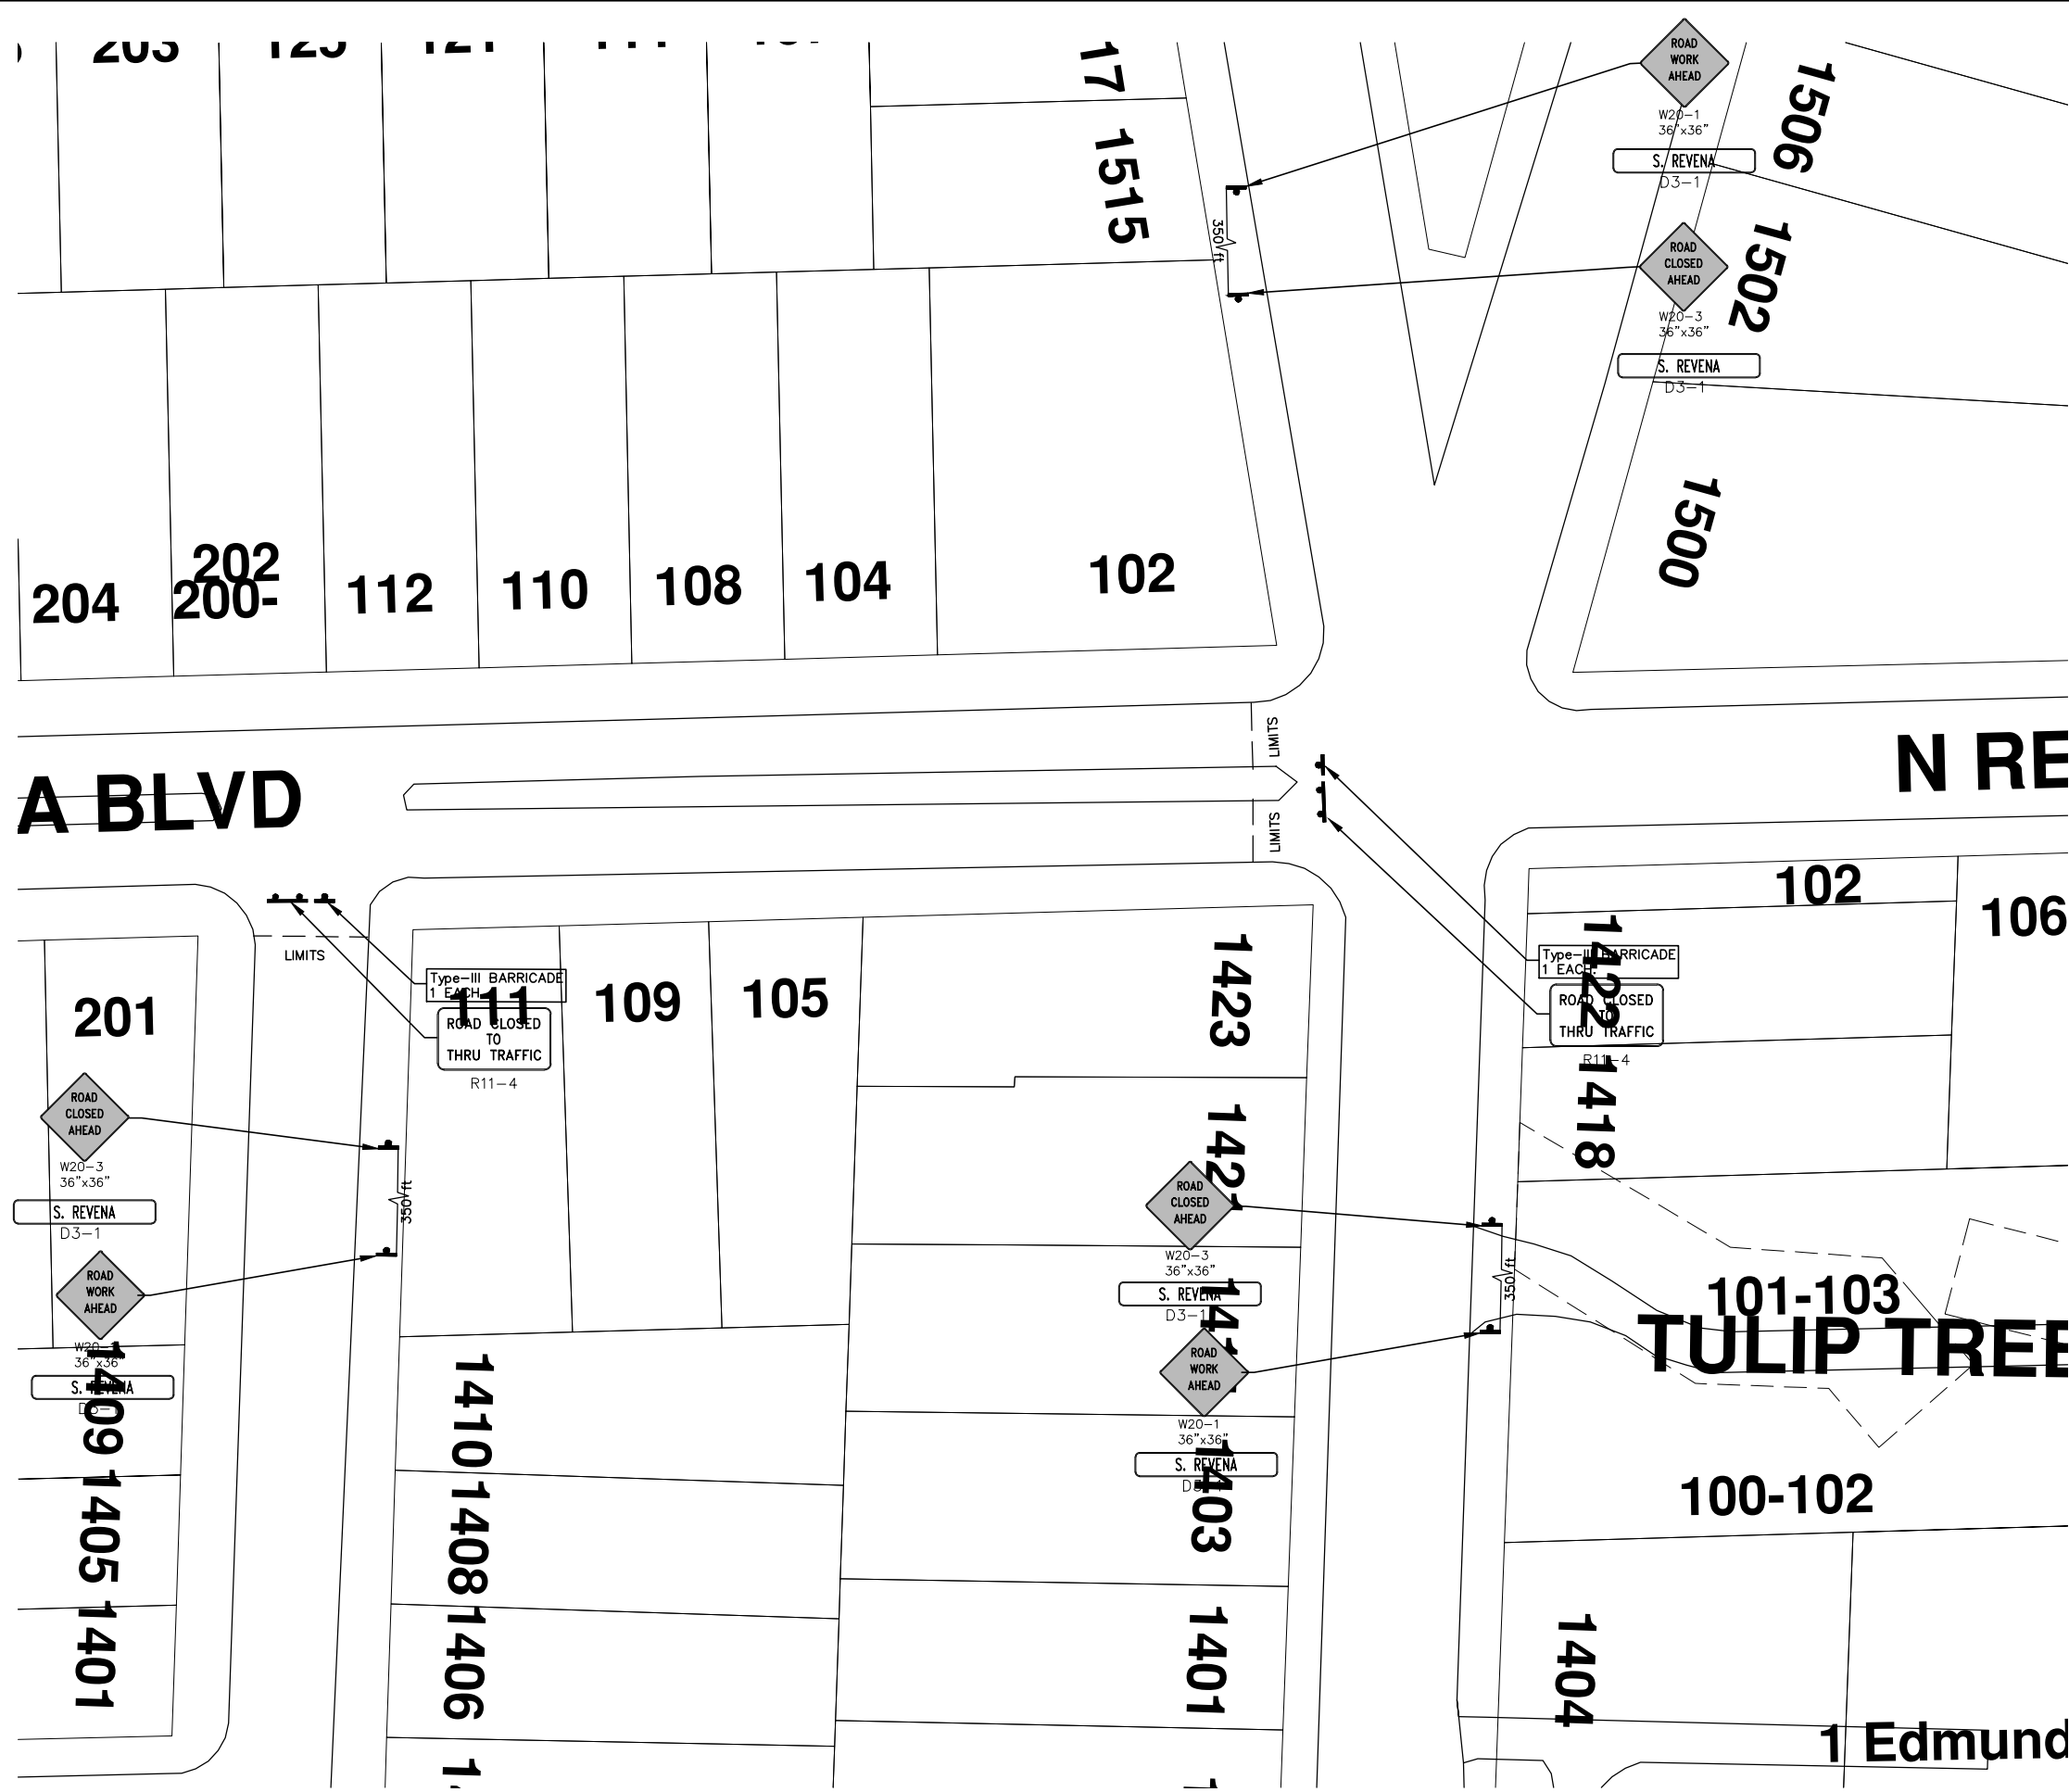 203
17
1515
ROAD
WORK
AHEAD
W20-1
36"x36"
S. REVENA
D3-1
1506
350 ft
ROAD
CLOSED
AHEAD
W20-3
36"x36"
S. REVENA
D3-1
1502
1500
204
202
200-
112
110
108
104
102
A BLVD
LIMITS
LIMITS
N RE
LIMITS
201
Type-III BARRICADE
1 EACH
111
ROAD CLOSED
TO
THRU TRAFFIC
R11-4
109
105
1423
102
106
1422
Type-III BARRICADE
1 EACH.
ROAD CLOSED
TO
THRU TRAFFIC
R11-4
1418
ROAD
CLOSED
AHEAD
W20-3
36"x36"
S. REVENA
D3-1
350 ft
ROAD
WORK
AHEAD
36"x36"
S. REVENA
1409
1405
1401
1410
1408
1406
ROAD
CLOSED
AHEAD
W20-3
36"x36"
S. REVENA
D3-1
350 ft
ROAD
WORK
AHEAD
W20-1
36"x36"
S. REVENA
1403
1401
101-103
TULIP TREE
100-102
1404
1 Edmund